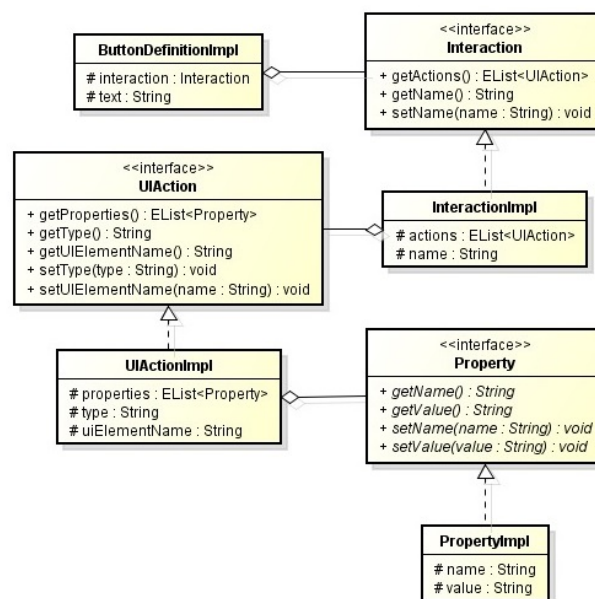 ButtonDefinitionImpl
# interaction : Interaction
# text : String
<<interface>>
Interaction
+ getActions() : EList<UIAction>
+ getName() : String
+ setName(name : String) : void
<<interface>>
UIAction
+ getProperties() : EList<Property>
+ getType() : String
+ getUIElementName() : String
+ setType(type : String) : void
+ setUIElementName(name : String) : void
InteractionImpl
# actions : EList<UIAction>
# name : String
UIActionImpl
# properties : EList<Property>
# type : String
# uiElementName : String
<<interface>>
Property
+ getName() : String
+ getValue() : String
+ setName(name : String) : void
+ setValue(value : String) : void
PropertyImpl
# name : String
# value : String